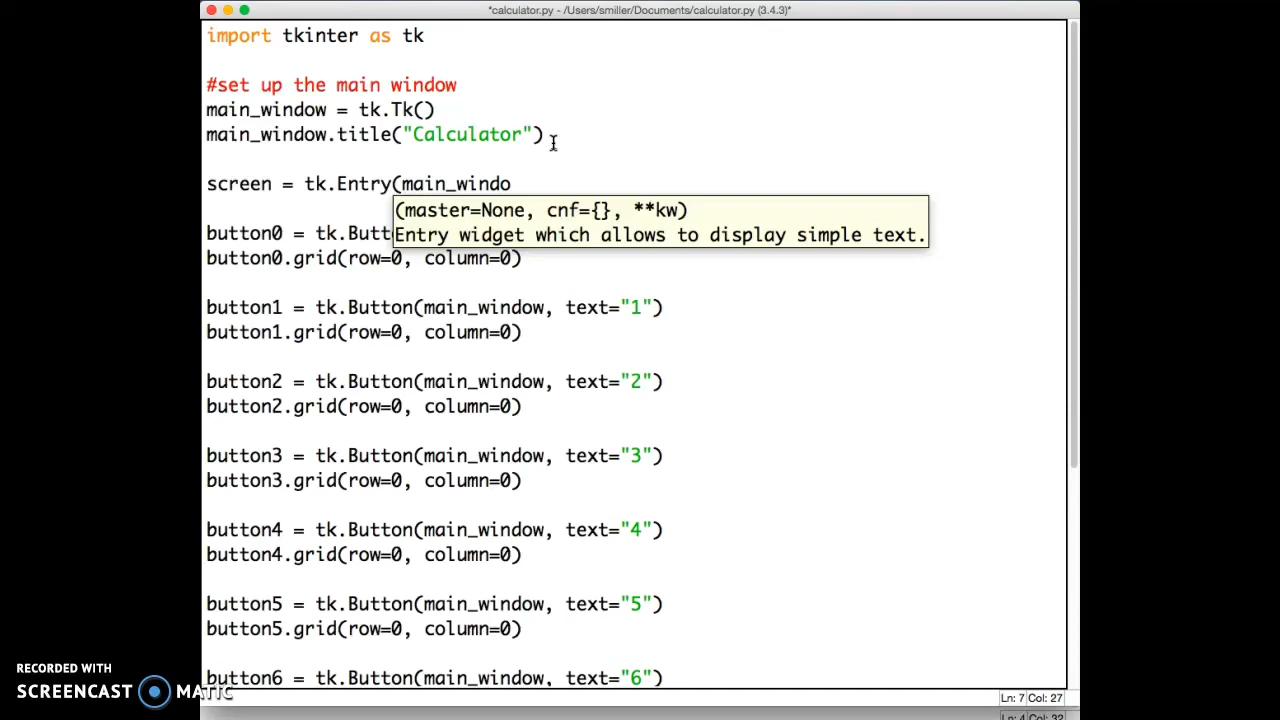 *calculator.py - /Users/smiller/Documents/calculator.py (3.4.3)*
import tkinter as tk
#set up the main window
main_window = tk.Tk()
main_window.title("Calculator")
screen = tk.Entry(main_windo
(master=None, cnf={}, **kw)
Entry widget which allows to display simple text.
button0 = tk.Butt
button0.grid(row=0, column=0)
button1 = tk.Button(main_window, text="1")
button1.grid(row=0, column=0)
button2 = tk.Button(main_window, text="2")
button2.grid(row=0, column=0)
button3 = tk.Button(main_window, text="3")
button3.grid(row=0, column=0)
button4 = tk.Button(main_window, text="4")
button4.grid(row=0, column=0)
button5 = tk.Button(main_window, text="5")
button5.grid(row=0, column=0)
button6 = tk.Button(main_window, text="6")
Ln: 7 Col: 27
Ln: 4 Col: 32
RECORDED WITH
SCREENCAST MATIC